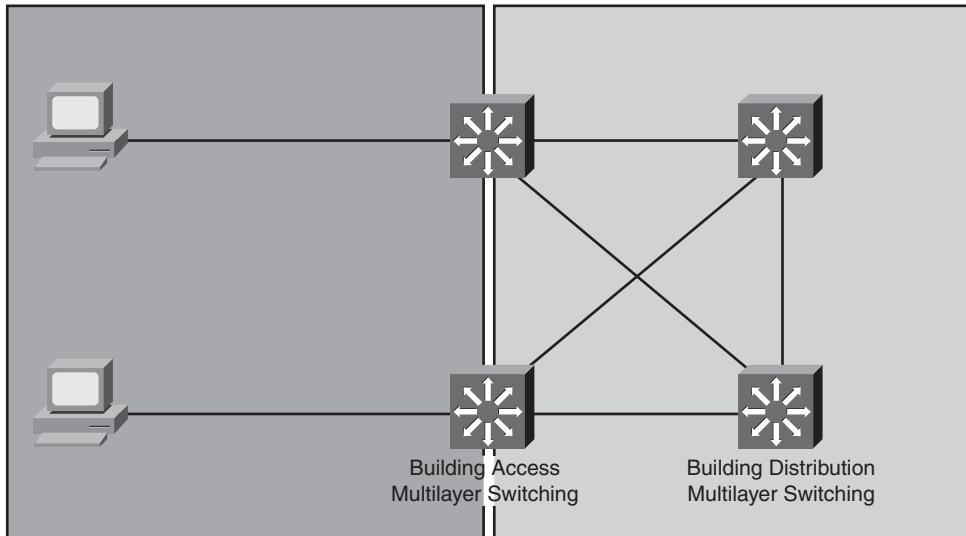 Building Access
Multilayer Switching
Building Distribution
Multilayer Switching